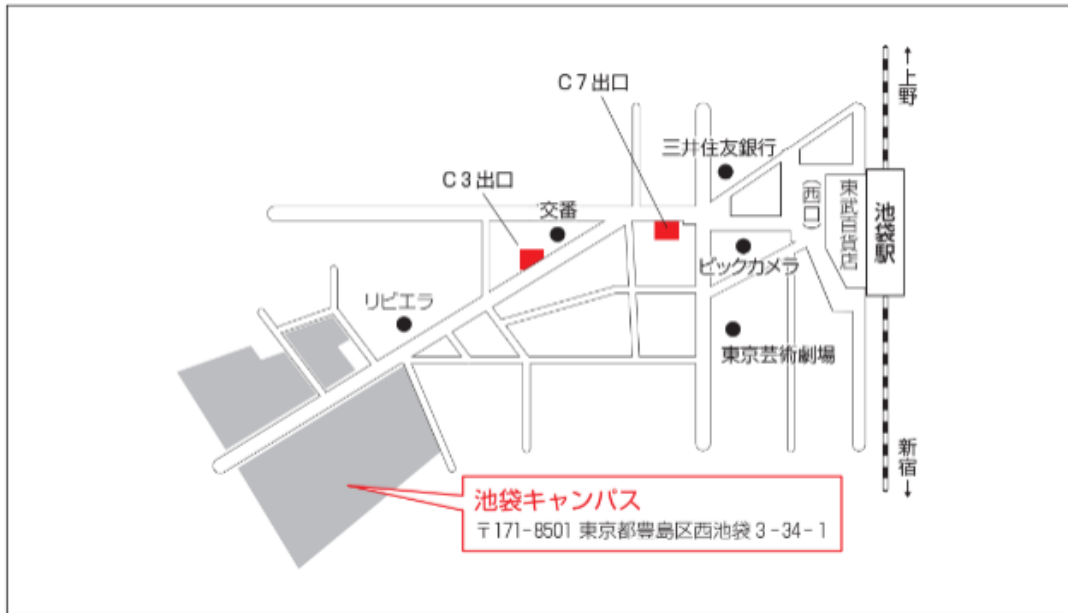 ↑上野
C7出口
三井住友銀行
C3出口
交番
(西口)
東武百貨店
池袋駅
ビックカメラ
リビエラ
東京芸術劇場
新宿↓
池袋キャンパス
〒171-8501 東京都豊島区西池袋3-34-1